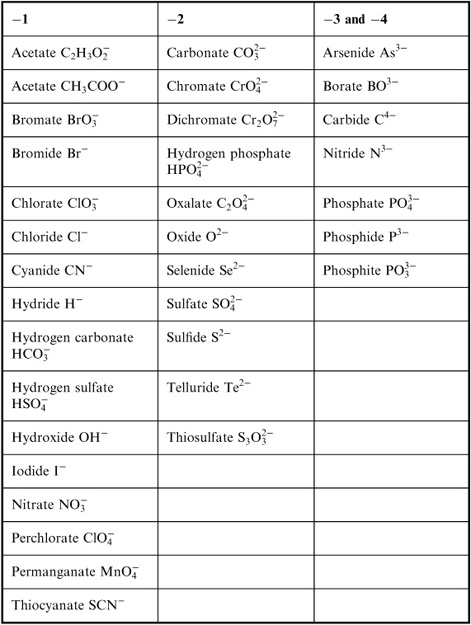 −1 −2 −3 and −4
Acetate C₂H₃O₂⁻ Carbonate CO₃²⁻ Arsenide As³⁻
Acetate CH₃COO⁻ Chromate CrO₄²⁻ Borate BO³⁻
Bromate BrO₃⁻ Dichromate Cr₂O₇²⁻ Carbide C⁴⁻
Bromide Br⁻ Hydrogen phosphate Nitride N³⁻
HPO₄²⁻
Chlorate ClO₃⁻ Oxalate C₂O₄²⁻ Phosphate PO₄³⁻
Chloride Cl⁻ Oxide O²⁻ Phosphide P³⁻
Cyanide CN⁻ Selenide Se²⁻ Phosphite PO₃³⁻
Hydride H⁻ Sulfate SO₄²⁻
Hydrogen carbonate Sulfide S²⁻
HCO₃⁻
Hydrogen sulfate Telluride Te²⁻
HSO₄⁻
Hydroxide OH⁻ Thiosulfate S₃O₃²⁻
Iodide I⁻
Nitrate NO₃⁻
Perchlorate ClO₄⁻
Permanganate MnO₄⁻
Thiocyanate SCN⁻